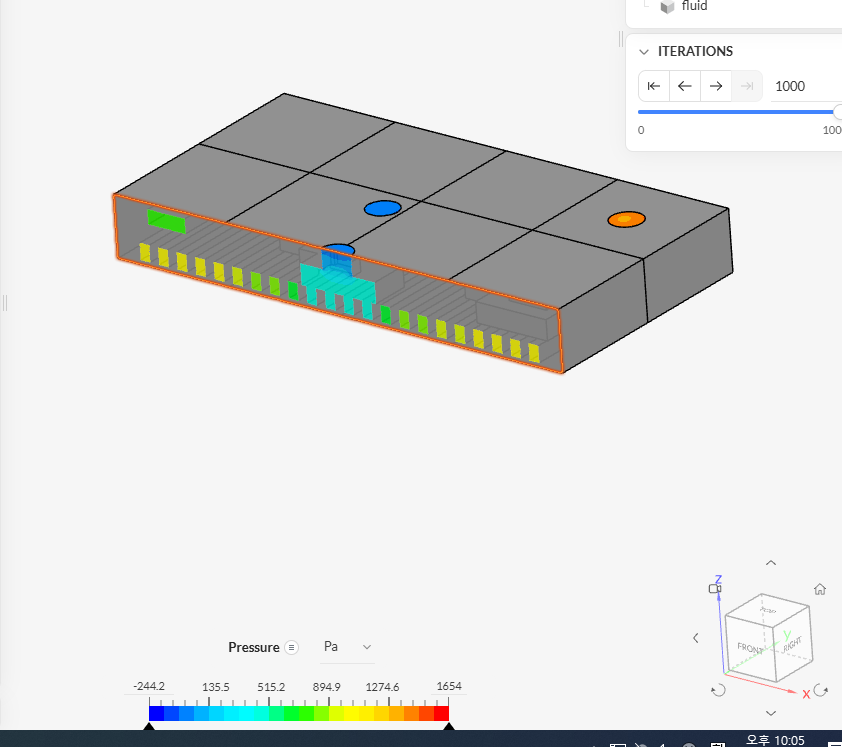 fluid
ITERATIONS
1000
0
100
Pressure
Pa
-244.2 135.5 515.2 894.9 1274.6 1654
Z
TOP
FRONT
y
RIGHT
X
오후 10:05